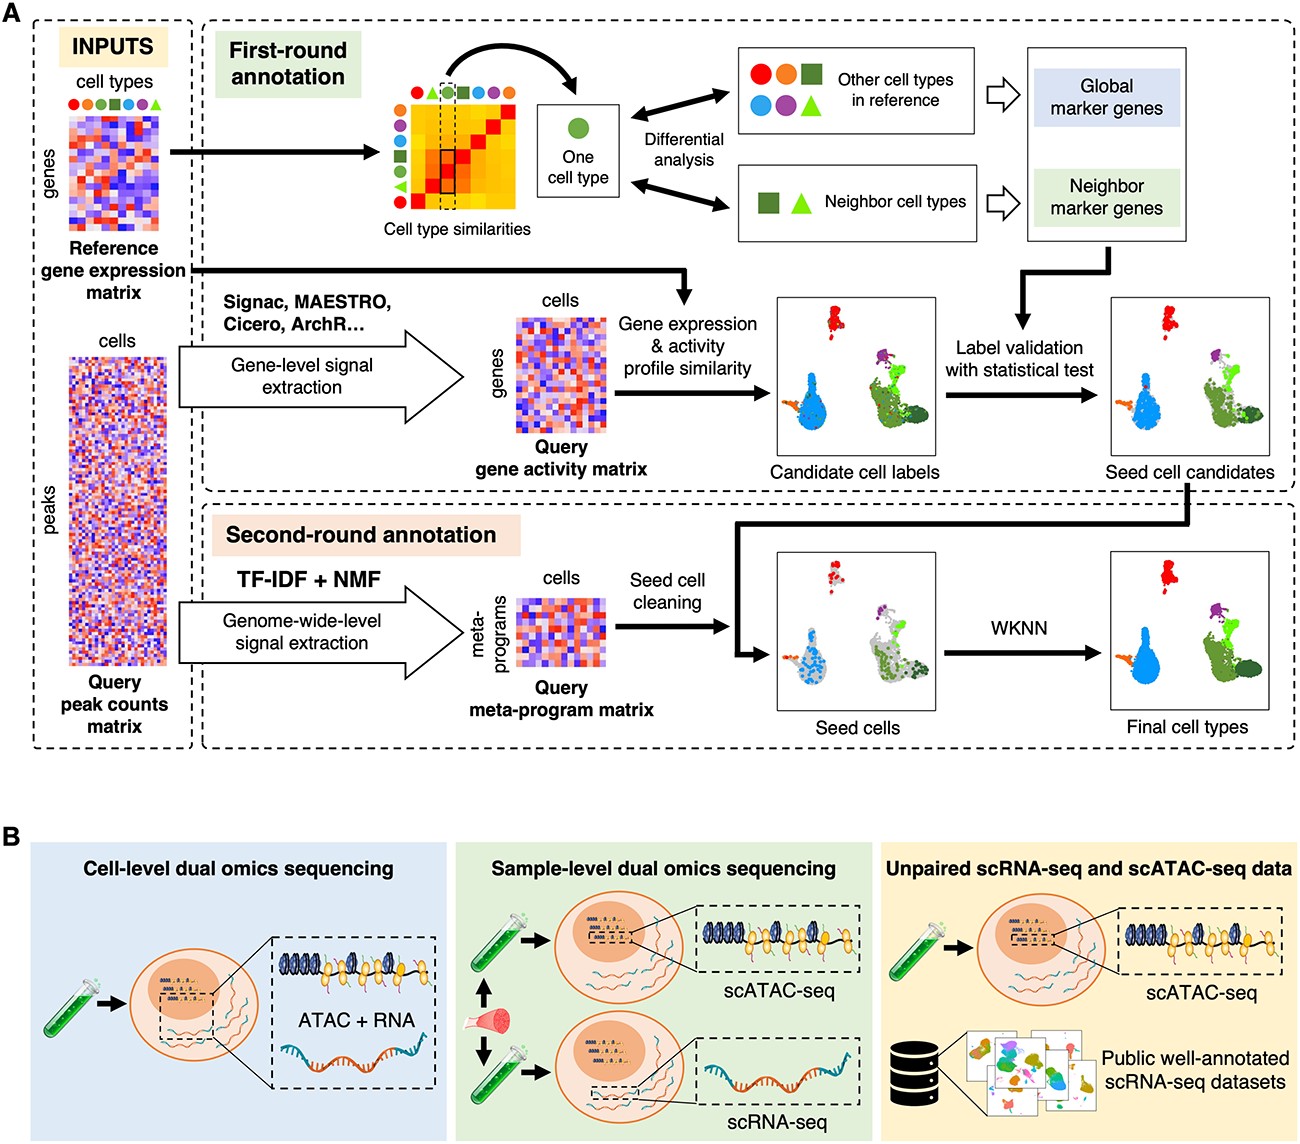 A
INPUTS
cell types
genes
Reference
gene expression
matrix
cells
peaks
Query
peak counts
matrix
First-round
annotation
Cell type similarities
One
cell type
Differential
analysis
Other cell types
in reference
Neighbor cell types
Global
marker genes
Neighbor
marker genes
Signac, MAESTRO,
Cicero, ArchR...
Gene-level signal
extraction
cells
genes
Query
gene activity matrix
Gene expression
& activity
profile similarity
Candidate cell labels
Label validation
with statistical test
Seed cell candidates
Second-round annotation
TF-IDF + NMF
Genome-wide-level
signal extraction
cells
meta-
programs
Query
meta-program matrix
Seed cell
cleaning
Seed cells
WKNN
Final cell types
B
Cell-level dual omics sequencing
ATAC + RNA
Sample-level dual omics sequencing
scATAC-seq
scRNA-seq
Unpaired scRNA-seq and scATAC-seq data
scATAC-seq
Public well-annotated
scRNA-seq datasets